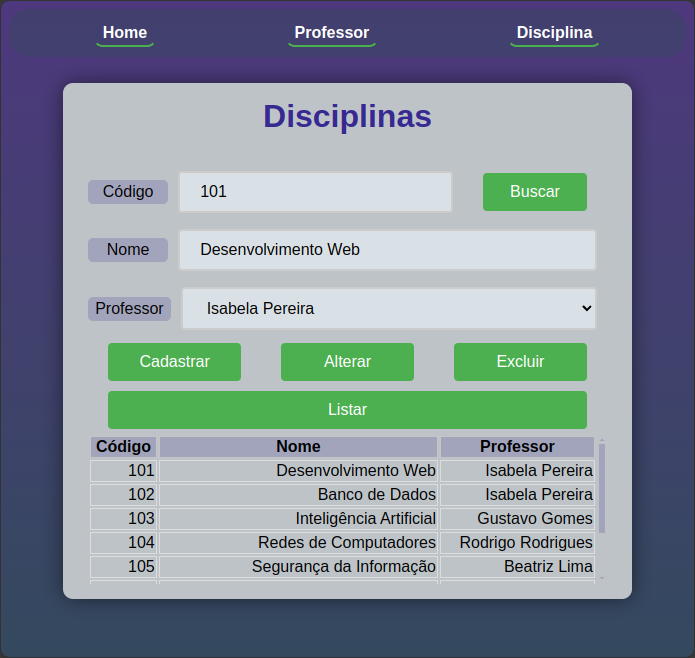 Home Professor Disciplina
Disciplinas
Código 101 Buscar
Nome Desenvolvimento Web
Professor Isabela Pereira
Cadastrar Alterar Excluir
Listar
Código Nome Professor
101 Desenvolvimento Web Isabela Pereira
102 Banco de Dados Isabela Pereira
103 Inteligência Artificial Gustavo Gomes
104 Redes de Computadores Rodrigo Rodrigues
105 Segurança da Informação Beatriz Lima